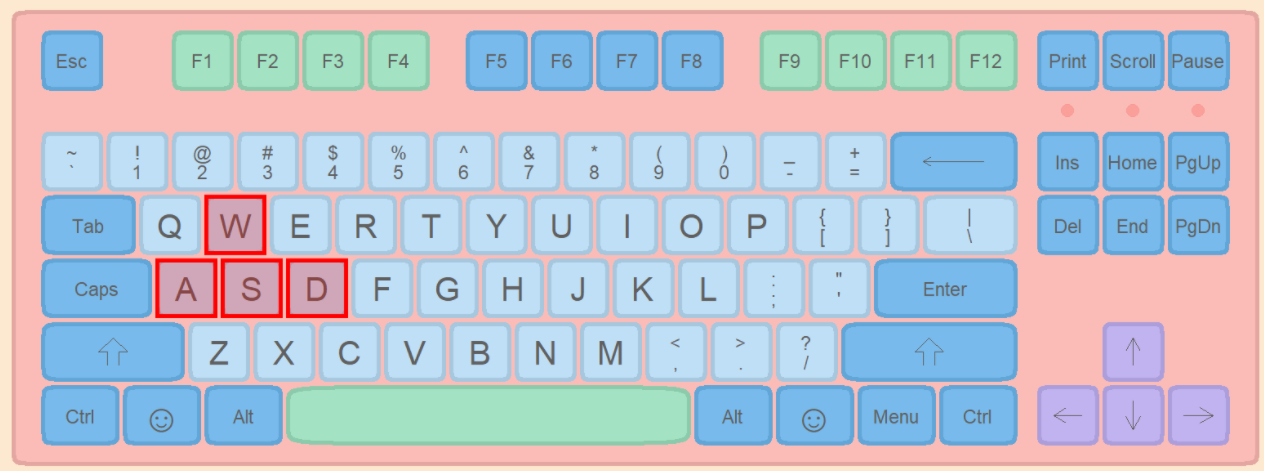 Esc F1 F2 F3 F4 F5 F6 F7 F8 F9 F10 F11 F12 Print Scroll Pause
~ ! @ # $ % ^ & * ( ) _ +
` 1 2 3 4 5 6 7 8 9 0 - = ← Ins Home PgUp
Tab Q W E R T Y U I O P { } | Del End PgDn
[ ] \
Caps A S D F G H J K L : " Enter
; '
⇧ Z X C V B N M < > ? ⇧ ↑
, . /
Ctrl ☺ Alt Alt ☺ Menu Ctrl ← ↓ →